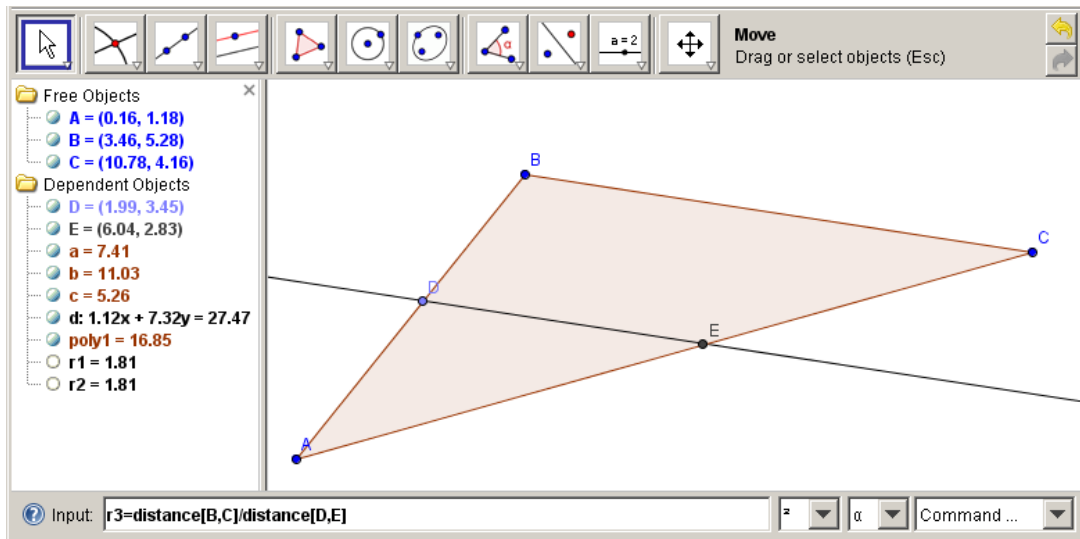 α
a=2
Move
Drag or select objects (Esc)
Free Objects
A = (0.16, 1.18)
B = (3.46, 5.28)
C = (10.78, 4.16)
Dependent Objects
D = (1.99, 3.45)
E = (6.04, 2.83)
a = 7.41
b = 11.03
c = 5.26
d: 1.12x + 7.32y = 27.47
poly1 = 16.85
r1 = 1.81
r2 = 1.81
B
C
D
E
A
Input: r3=distance[B,C]/distance[D,E] ² α Command ...